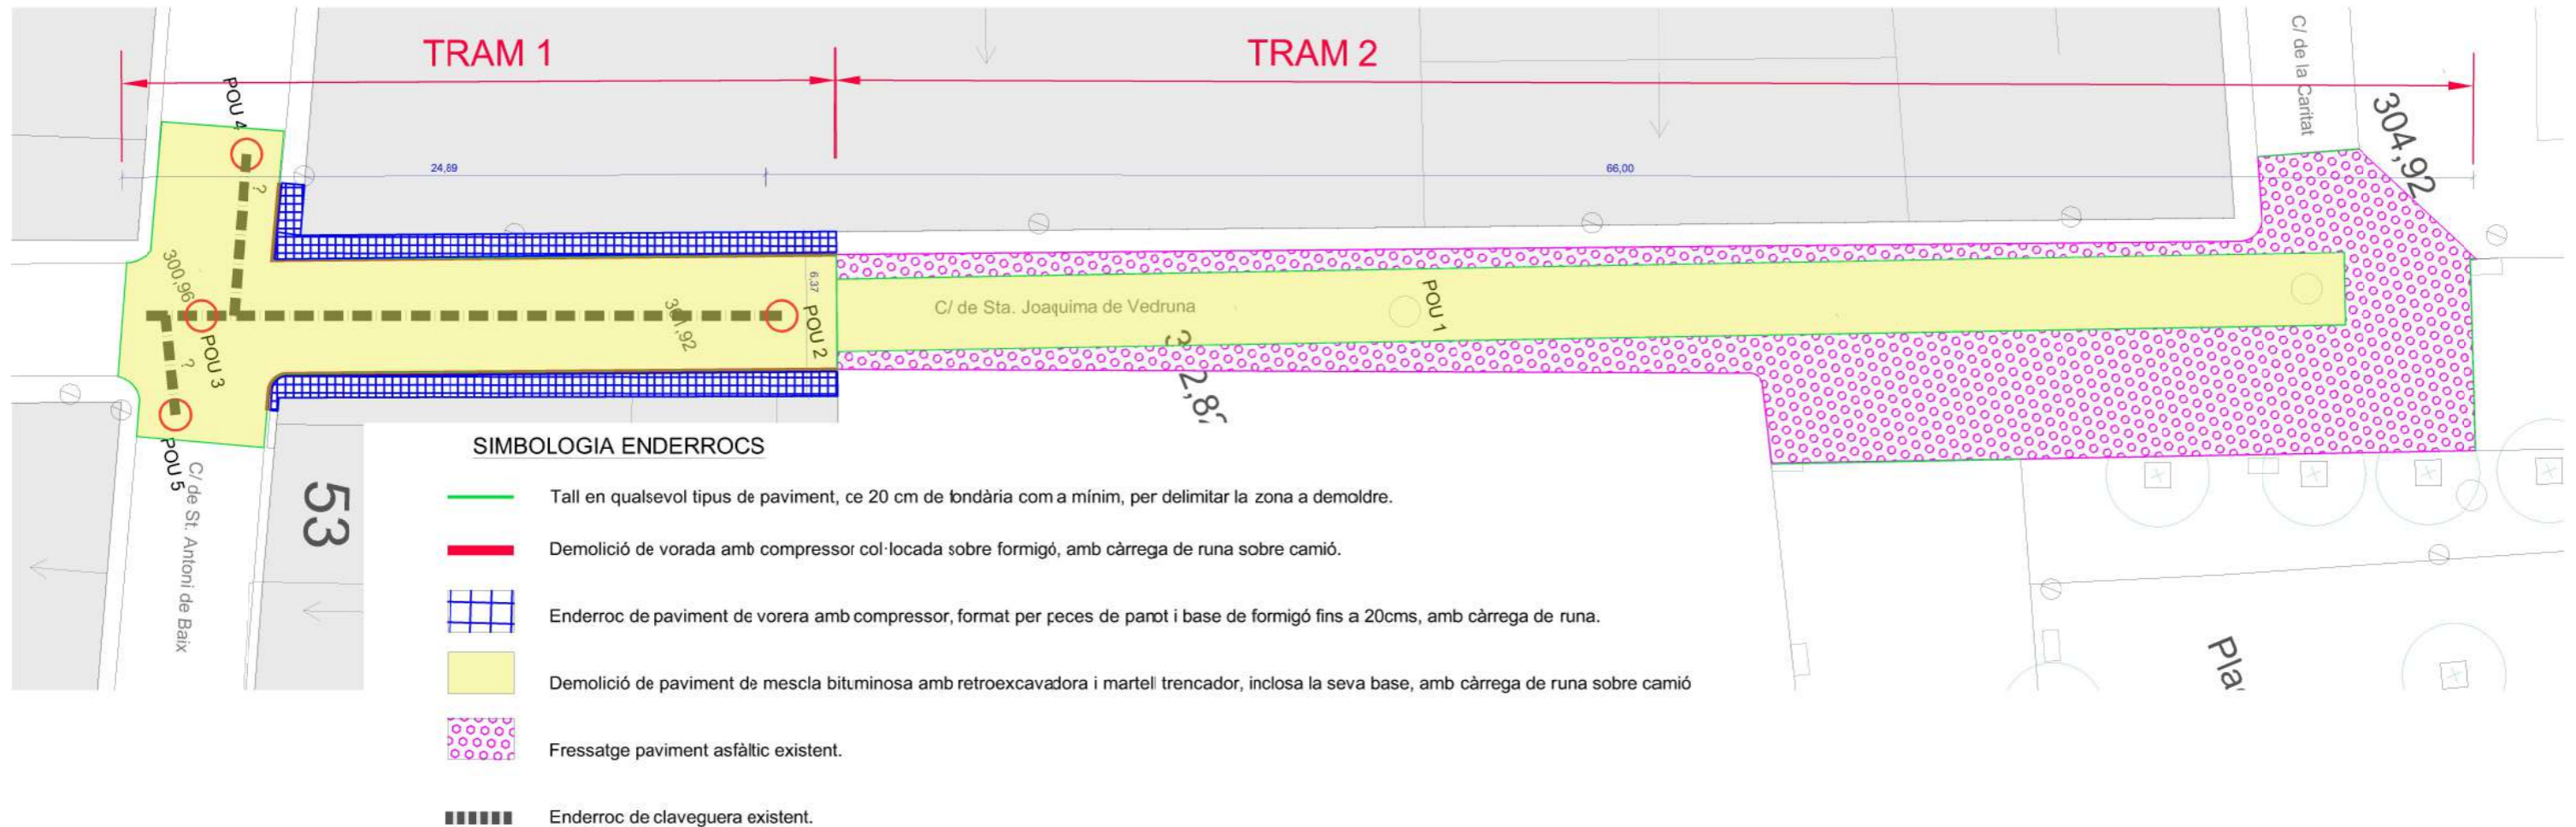 TRAM 1
TRAM 2
C/ de la Caritat
304,92
POU 4
24,89
66,00
?
300,96
6,37
301,92
C/ de Sta. Joaquima de Vedruna
POU 1
POU 2
POU 3
?
POU 5
C/ de St. Antoni de Baix
53
SIMBOLOGIA ENDERROCS
Tall en qualsevol tipus de paviment, ce 20 cm de fondària com a mínim, per delimitar la zona a demoldre.
Demolició de vorada amb compressor col·locada sobre formigó, amb càrrega de runa sobre camió.
Enderroc de paviment de vorera amb compressor, format per peces de panot i base de formigó fins a 20cms, amb càrrega de runa.
Demolició de paviment de mescla bituminosa amb retroexcavadora i martell trencador, inclosa la seva base, amb càrrega de runa sobre camió
Fressatge paviment asfàltic existent.
Enderroc de claveguera existent.